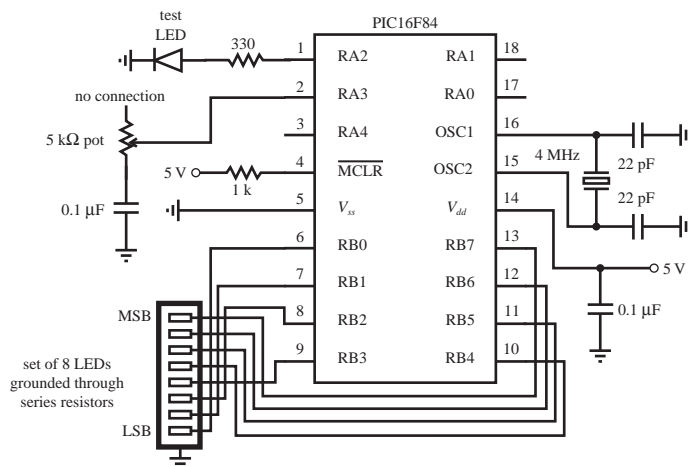 PIC16F84
test
LED
330
1 RA2 RA1 18
no connection
2 RA3 RA0 17
5 kΩ pot
3 RA4 OSC1 16
5 V
1 k
4 MCLR OSC2 15
4 MHz
22 pF
22 pF
0.1 µF
5 Vss Vdd 14
6 RB0 RB7 13
5 V
7 RB1 RB6 12
0.1 µF
MSB
8 RB2 RB5 11
9 RB3 RB4 10
set of 8 LEDs
grounded through
series resistors
LSB